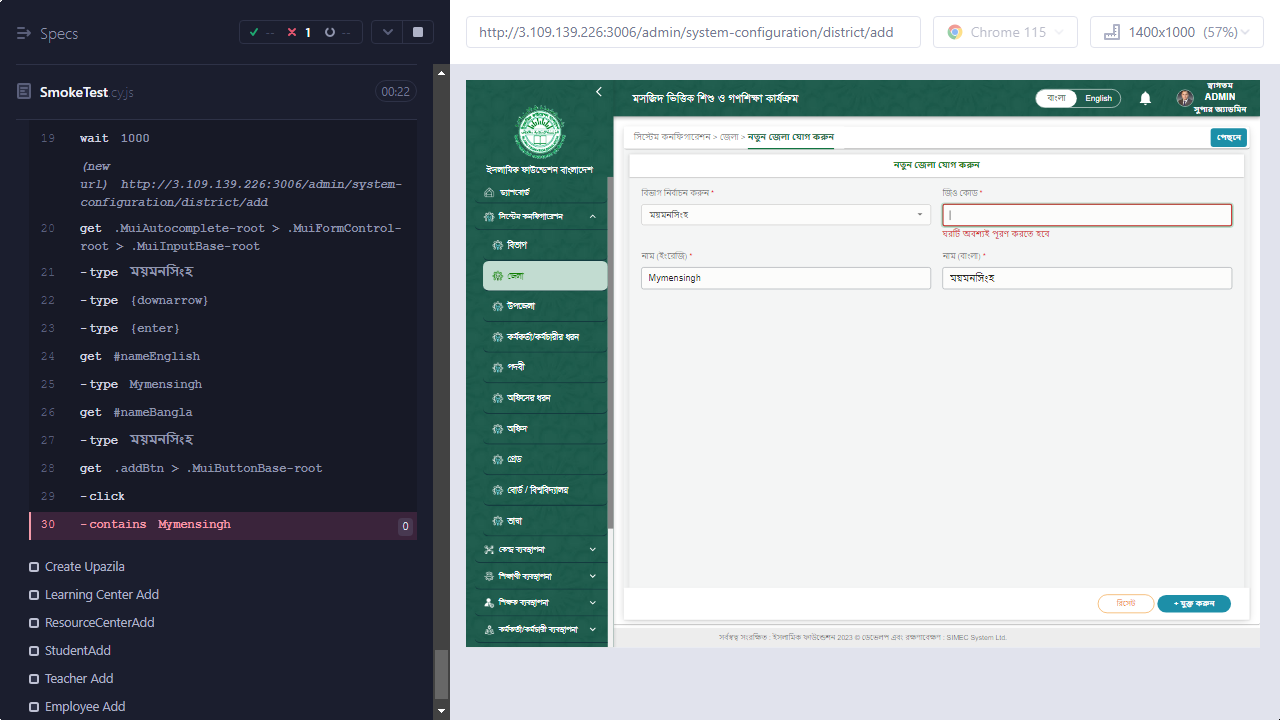 Specs
-- 1 --
SmokeTest.cy.js
00:22
19 wait 1000
(new url) http://3.109.139.226:3006/admin/system-
configuration/district/add
20 get .MuiAutocomplete-root > .MuiFormControl-
root > .MuiInputBase-root
21 -type ময়মনসিংহ
22 -type {downarrow}
23 -type {enter}
24 get #nameEnglish
25 -type Mymensingh
26 get #nameBangla
27 -type ময়মনসিংহ
28 get .addBtn > .MuiButtonBase-root
29 -click
30 -contains Mymensingh 0
Create Upazila
Learning Center Add
ResourceCenterAdd
StudentAdd
Teacher Add
Employee Add
http://3.109.139.226:3006/admin/system-configuration/district/add
Chrome 115
1400x1000 (57%)
ইসলামিক ফাউন্ডেশন বাংলাদেশ
ড্যাশবোর্ড
সিস্টেম কনফিগারেশন
বিভাগ
জেলা
উপজেলা
কর্মকর্তা/কর্মচারীর ধরন
পদবী
অফিসের ধরন
অফিস
গ্রেড
বোর্ড / বিশ্ববিদ্যালয়
ভাষা
কেন্দ্র ব্যবস্থাপনা
শিক্ষার্থী ব্যবস্থাপনা
শিক্ষক ব্যবস্থাপনা
কর্মকর্তা/কর্মচারী ব্যবস্থাপনা
মসজিদ ভিত্তিক শিশু ও গণশিক্ষা কার্যক্রম
বাংলা English
স্বাগতম
ADMIN
সুপার অ্যাডমিন
সিস্টেম কনফিগারেশন > জেলা > নতুন জেলা যোগ করুন
পেছনে
নতুন জেলা যোগ করুন
বিভাগ নির্বাচন করুন *
ময়মনসিংহ
জিও কোড *
ঘরটি অবশ্যই পূরণ করতে হবে
নাম (ইংরেজি) *
Mymensingh
নাম (বাংলা) *
ময়মনসিংহ
রিসেট
+ যুক্ত করুন
সর্বস্বত্ব সংরক্ষিত : ইসলামিক ফাউন্ডেশন 2023 © ডেভেলপ এবং রক্ষণাবেক্ষণ : SIMEC System Ltd.